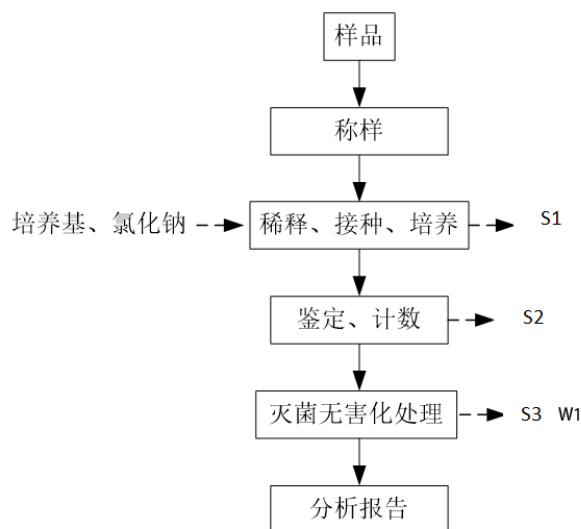 样品
称样
培养基、氯化钠
稀释、接种、培养
S1
鉴定、计数
S2
灭菌无害化处理
S3 W1
分析报告